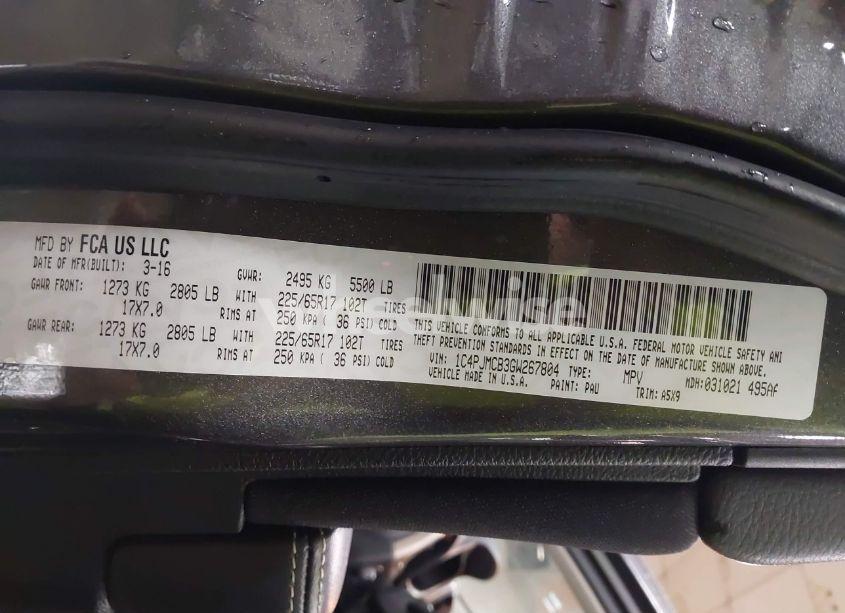 MFD BY FCA US LLC
DATE OF MFR(BUILT): 3-16 GVWR: 2495 KG 5500 LB
GAWR FRONT: 1273 KG 2805 LB WITH 225/65R17 102T TIRES
17X7.0 RIMS AT 250 KPA ( 36 PSI) COLD
GAWR REAR: 1273 KG 2805 LB WITH 225/65R17 102T TIRES
17X7.0 RIMS AT 250 KPA ( 36 PSI) COLD
THIS VEHICLE CONFORMS TO ALL APPLICABLE U.S.A. FEDERAL MOTOR VEHICLE SAFETY AND
THEFT PREVENTION STANDARDS IN EFFECT ON THE DATE OF MANUFACTURE SHOWN ABOVE.
VIN: 1C4PJMCB3GW267804 TYPE: MPV MDH:031021 495AF
VEHICLE MADE IN U.S.A. PAINT: PAU TRIM: A5X9